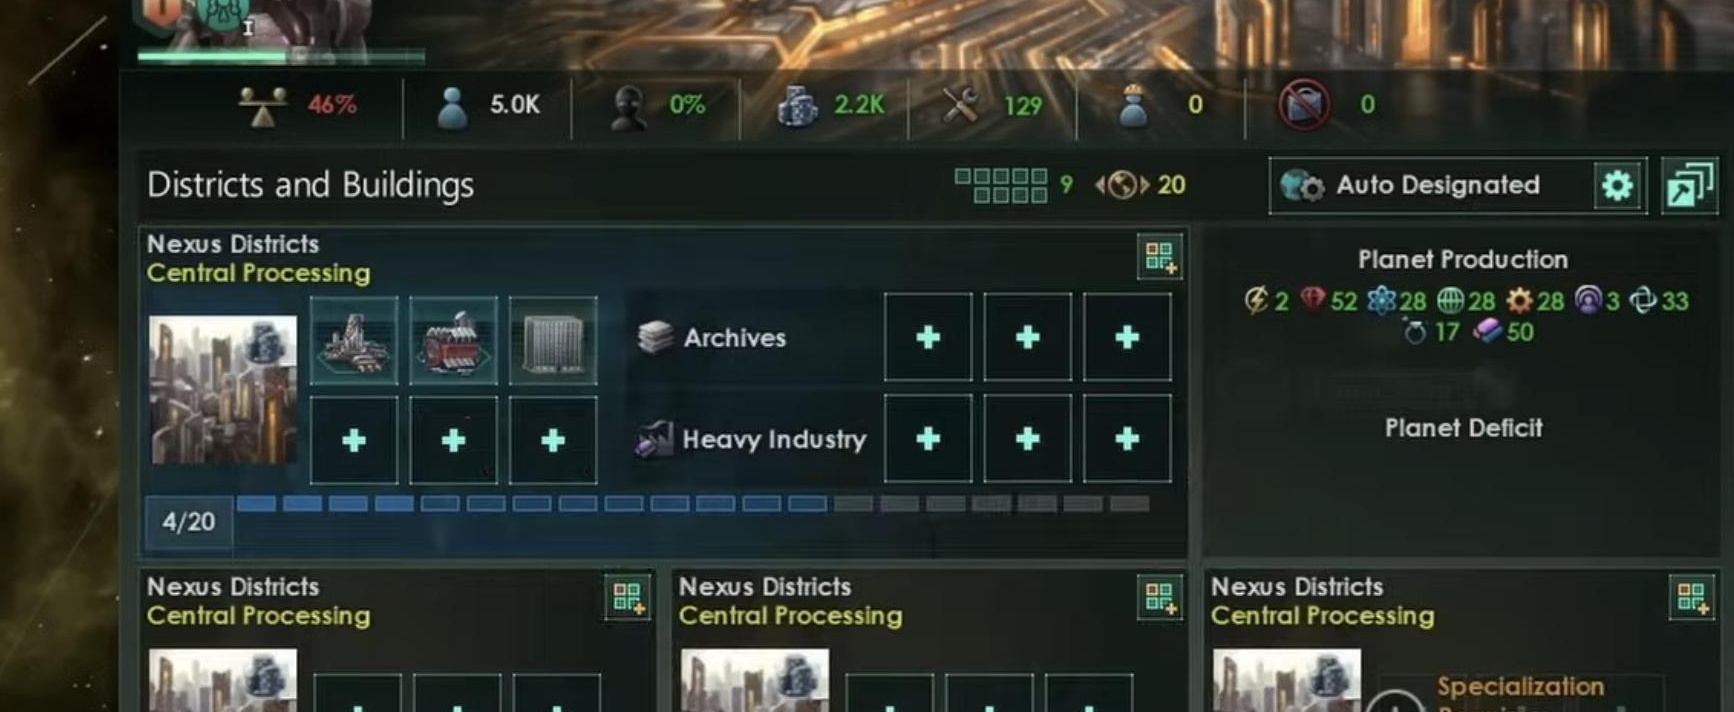 46% 5.0K 0% 2.2K 129 0 0
Districts and Buildings 9 20 Auto Designated
Nexus Districts
Central Processing
Archives
Heavy Industry
4/20
Planet Production
2 52 28 28 28 3 33
17 50
Planet Deficit
Nexus Districts
Central Processing
Nexus Districts
Central Processing
Nexus Districts
Central Processing
Specialization